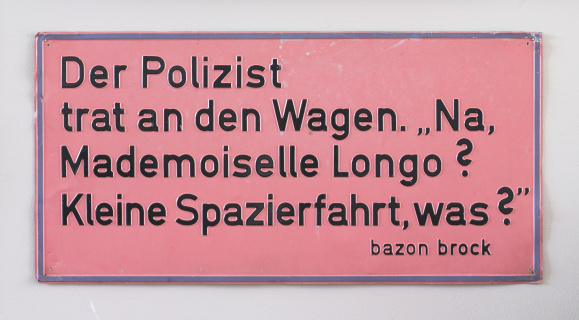 Der Polizist
trat an den Wagen. „Na,
Mademoiselle Longo ?
Kleine Spazierfahrt, was ?”
bazon brock